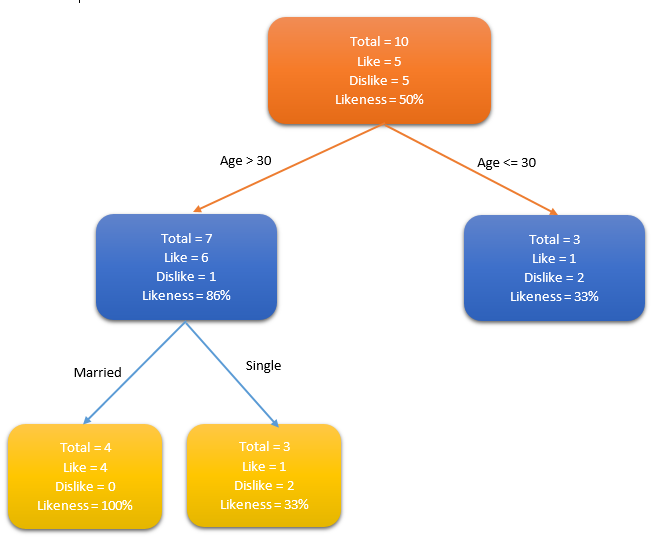 Total = 10
Like = 5
Dislike = 5
Likeness = 50%
Age > 30
Age <= 30
Total = 7
Like = 6
Dislike = 1
Likeness = 86%
Total = 3
Like = 1
Dislike = 2
Likeness = 33%
Married
Single
Total = 4
Like = 4
Dislike = 0
Likeness = 100%
Total = 3
Like = 1
Dislike = 2
Likeness = 33%